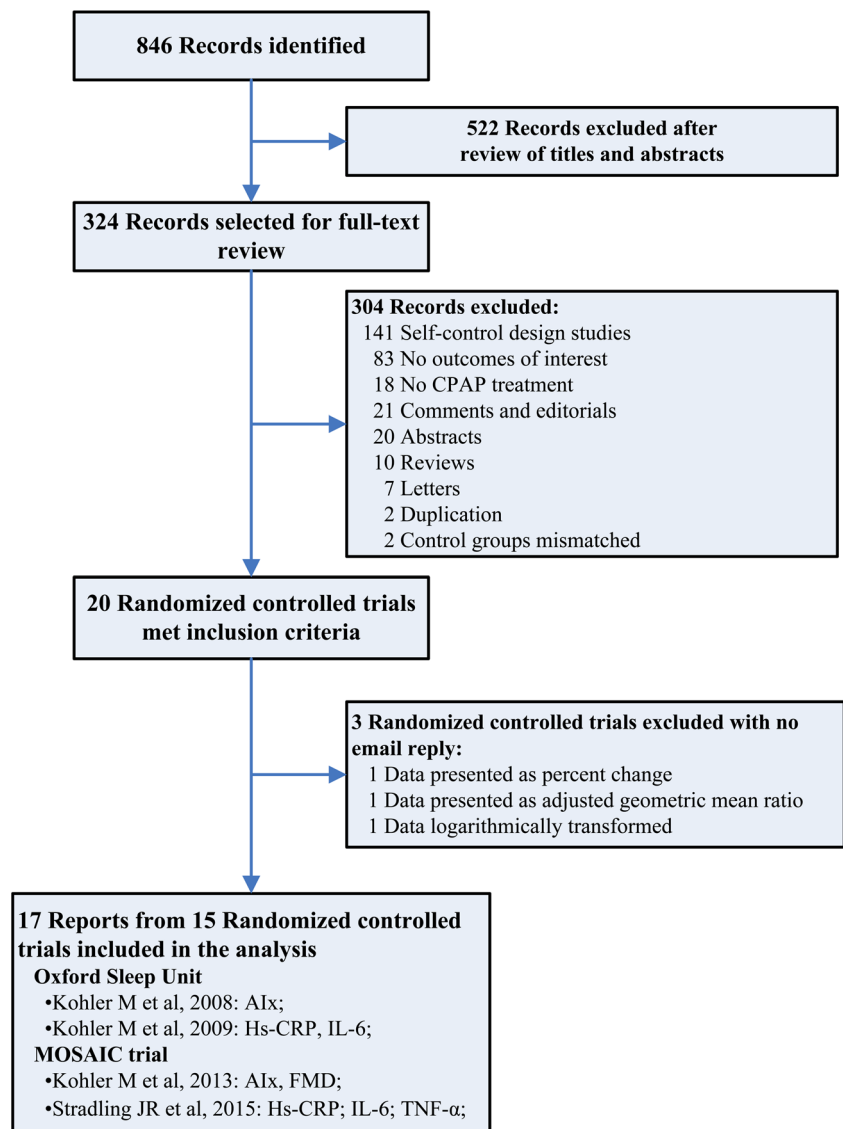 846 Records identified
522 Records excluded after
review of titles and abstracts
324 Records selected for full-text
review
304 Records excluded:
141 Self-control design studies
83 No outcomes of interest
18 No CPAP treatment
21 Comments and editorials
20 Abstracts
10 Reviews
7 Letters
2 Duplication
2 Control groups mismatched
20 Randomized controlled trials
met inclusion criteria
3 Randomized controlled trials excluded with no
email reply:
1 Data presented as percent change
1 Data presented as adjusted geometric mean ratio
1 Data logarithmically transformed
17 Reports from 15 Randomized controlled
trials included in the analysis
Oxford Sleep Unit
•Kohler M et al, 2008: AIx;
•Kohler M et al, 2009: Hs-CRP, IL-6;
MOSAIC trial
•Kohler M et al, 2013: AIx, FMD;
•Stradling JR et al, 2015: Hs-CRP; IL-6; TNF-α;